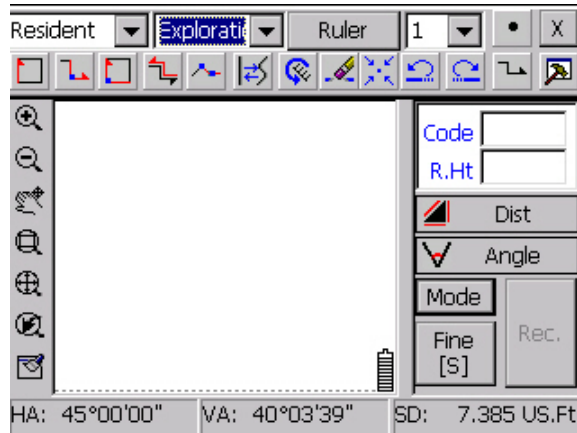 Resident Explorati Ruler 1 X
Code
R.Ht
Dist
Angle
Mode
Fine
[S]
Rec.
HA: 45°00'00" VA: 40°03'39" SD: 7.385 US.Ft